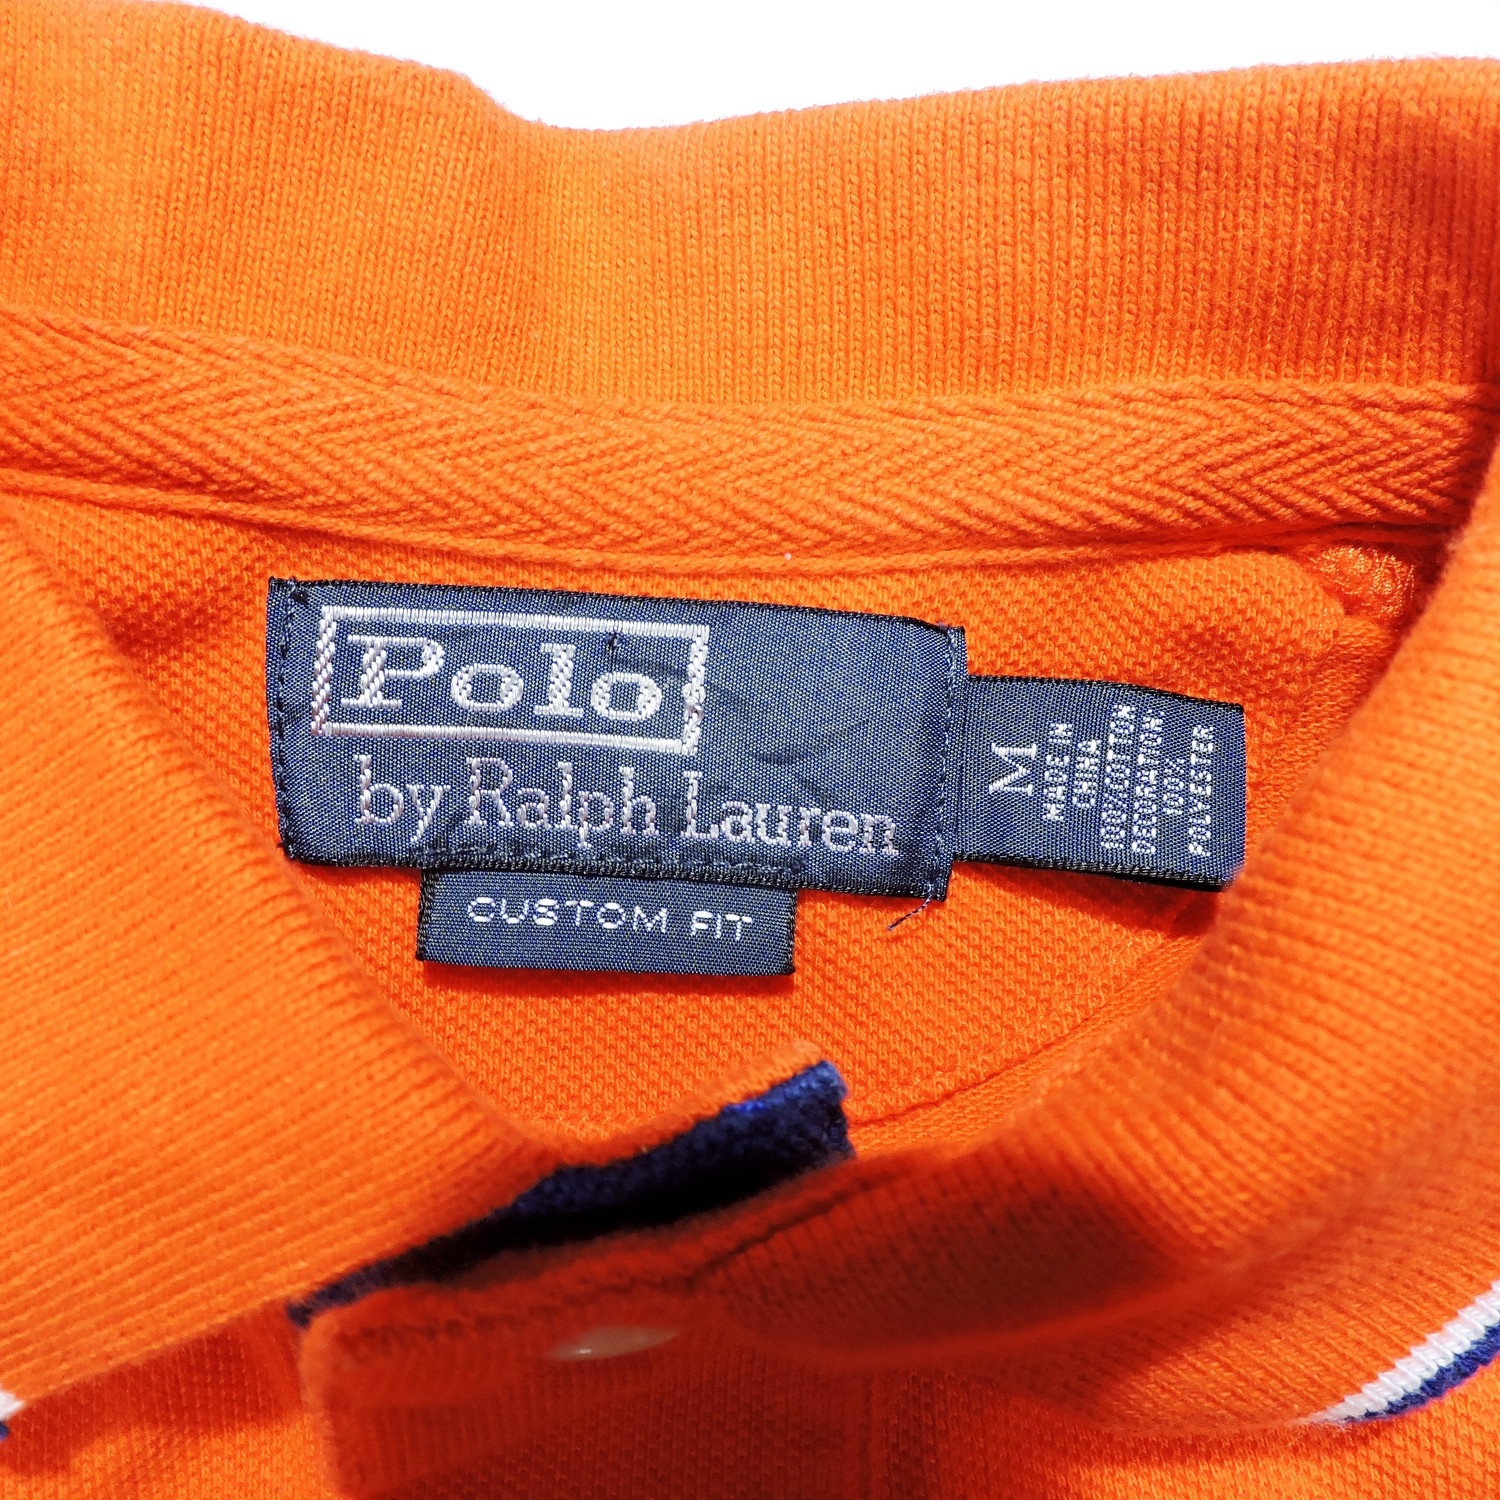 Polo
by Ralph Lauren
CUSTOM FIT
M
MADE IN
CHINA
100%COTTON
DECORATION
100%
POLYESTER